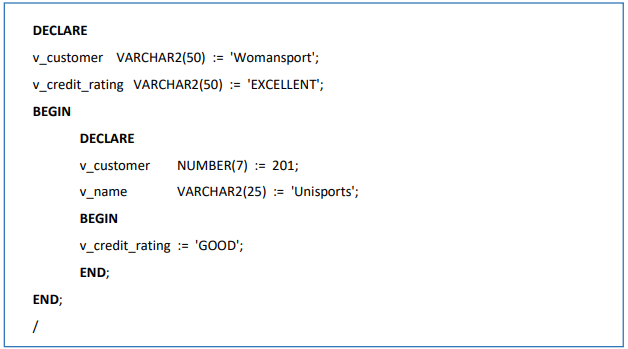 DECLARE
v_customer VARCHAR2(50) := 'Womansport';
v_credit_rating VARCHAR2(50) := 'EXCELLENT';
BEGIN
DECLARE
v_customer NUMBER(7) := 201;
v_name VARCHAR2(25) := 'Unisports';
BEGIN
v_credit_rating := 'GOOD';
END;
END;
/